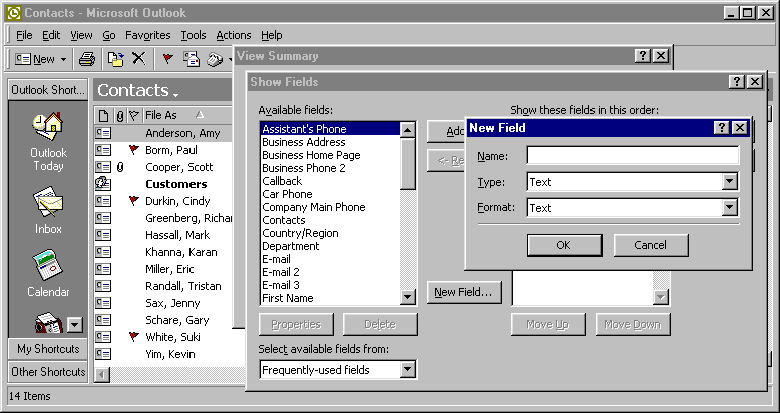 Contacts - Microsoft Outlook
File Edit View Go Favorites Tools Actions Help
New
View Summary
Outlook Short...
Contacts
Show Fields
File As
Available fields:
Show these fields in this order:
Outlook
Today
Inbox
Calendar
My Shortcuts
Other Shortcuts
Anderson, Amy
Borm, Paul
Cooper, Scott
Customers
Durkin, Cindy
Greenberg, Richar
Hassall, Mark
Khanna, Karan
Miller, Eric
Randall, Tristan
Sax, Jenny
Schare, Gary
White, Suki
Yim, Kevin
Assistant's Phone
Business Address
Business Home Page
Business Phone 2
Callback
Car Phone
Company Main Phone
Contacts
Country/Region
Department
E-mail
E-mail 2
E-mail 3
First Name
Add
<- Re
New Field...
New Field
Name:
Type: Text
Format: Text
OK Cancel
Properties Delete
Move Up Move Down
Select available fields from:
Frequently-used fields
14 Items